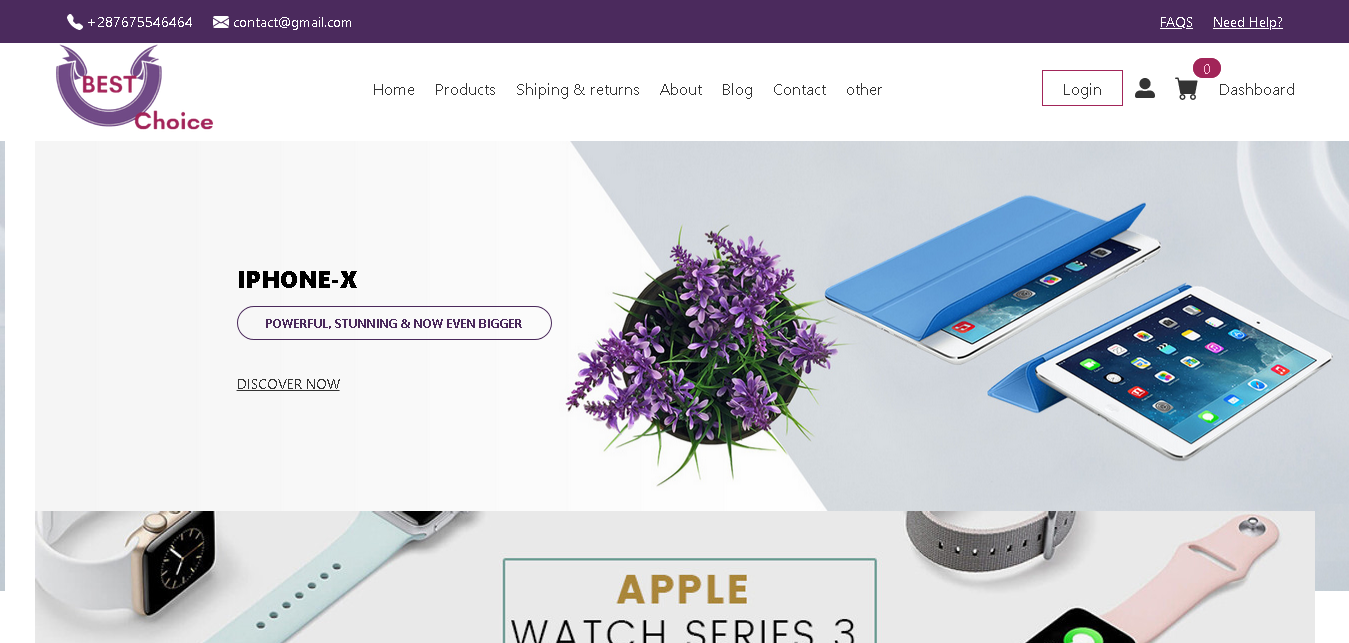 +287675546464 contact@gmail.com FAQS Need Help?
BEST
Choice
Home Products Shiping & returns About Blog Contact other Login 0 Dashboard
IPHONE-X
POWERFUL, STUNNING & NOW EVEN BIGGER
DISCOVER NOW
APPLE
WATCH SERIES 3